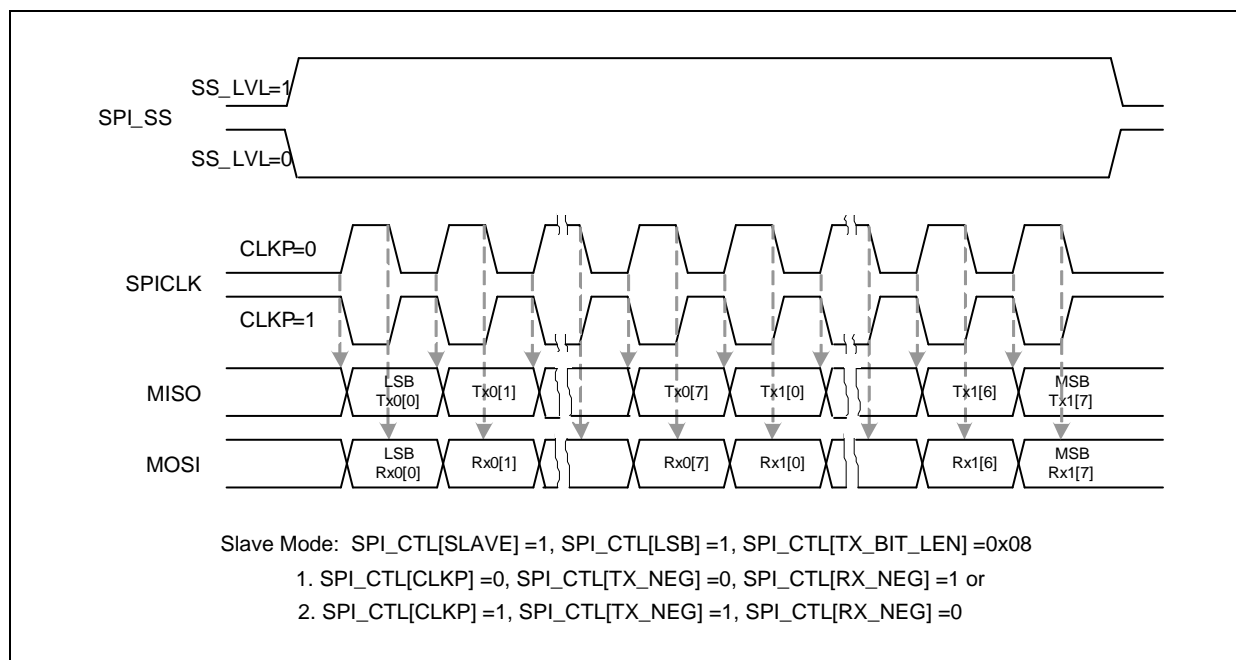 SS_LVL=1
SPI_SS
SS_LVL=0
CLKP=0
SPICLK
CLKP=1
MISO
LSB
Tx0[0]
Tx0[1]
Tx0[7]
Tx1[0]
Tx1[6]
MSB
Tx1[7]
MOSI
LSB
Rx0[0]
Rx0[1]
Rx0[7]
Rx1[0]
Rx1[6]
MSB
Rx1[7]
Slave Mode: SPI_CTL[SLAVE] =1, SPI_CTL[LSB] =1, SPI_CTL[TX_BIT_LEN] =0x08
1. SPI_CTL[CLKP] =0, SPI_CTL[TX_NEG] =0, SPI_CTL[RX_NEG] =1 or
2. SPI_CTL[CLKP] =1, SPI_CTL[TX_NEG] =1, SPI_CTL[RX_NEG] =0